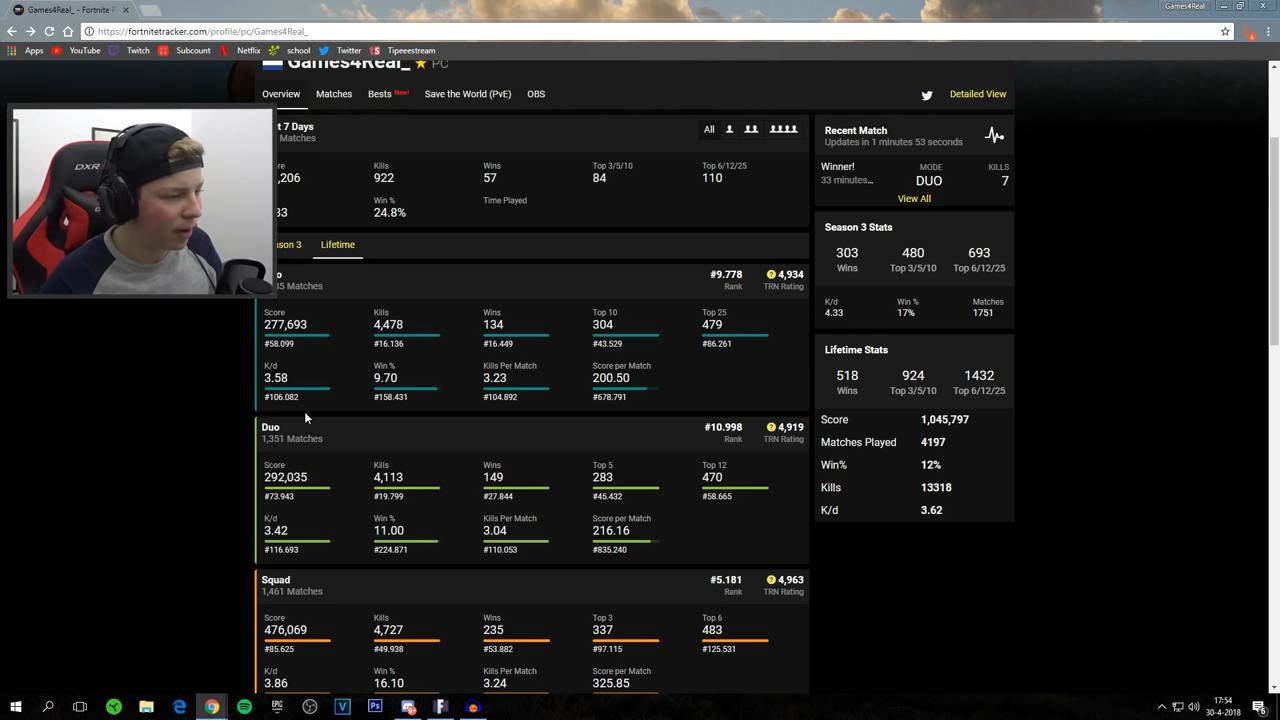 Games4Real_ - Fortnite P
Games4Real_
https://fortnitetracker.com/profile/pc/Games4Real_
Apps YouTube Twitch Subcount Netflix school Twitter Tipeeestream
Games4Real_ PC
Overview Matches Bests New! Save the World (PvE) OBS Detailed View
7 Days
Matches
All
Kills Wins Top 3/5/10 Top 6/12/25
,206 922 57 84 110
Win % Time Played
33 24.8%
son 3 Lifetime
Matches
#9.778 4,934
Rank TRN Rating
Score Kills Wins Top 10 Top 25
277,693 4,478 134 304 479
#58.099 #16.136 #16.449 #43.529 #86.261
K/d Win % Kills Per Match Score per Match
3.58 9.70 3.23 200.50
#106.082 #158.431 #104.892 #678.791
Duo #10.998 4,919
1,351 Matches Rank TRN Rating
Score Kills Wins Top 5 Top 12
292,035 4,113 149 283 470
#73.943 #19.799 #27.844 #45.432 #58.665
K/d Win % Kills Per Match Score per Match
3.42 11.00 3.04 216.16
#116.693 #224.871 #110.053 #835.240
Squad #5.181 4,963
1,461 Matches Rank TRN Rating
Score Kills Wins Top 3 Top 6
476,069 4,727 235 337 483
#85.625 #49.938 #53.882 #97.115 #125.531
K/d Win % Kills Per Match Score per Match
3.86 16.10 3.24 325.85
Recent Match
Updates in 1 minutes 53 seconds
Winner! MODE KILLS
33 minutes... DUO 7
View All
Season 3 Stats
303 480 693
Wins Top 3/5/10 Top 6/12/25
K/d Win % Matches
4.33 17% 1751
Lifetime Stats
518 924 1432
Wins Top 3/5/10 Top 6/12/25
Score 1,045,797
Matches Played 4197
Win% 12%
Kills 13318
K/d 3.62
DXR
EPIC GAMES
V
Ps
17:54
30-4-2018